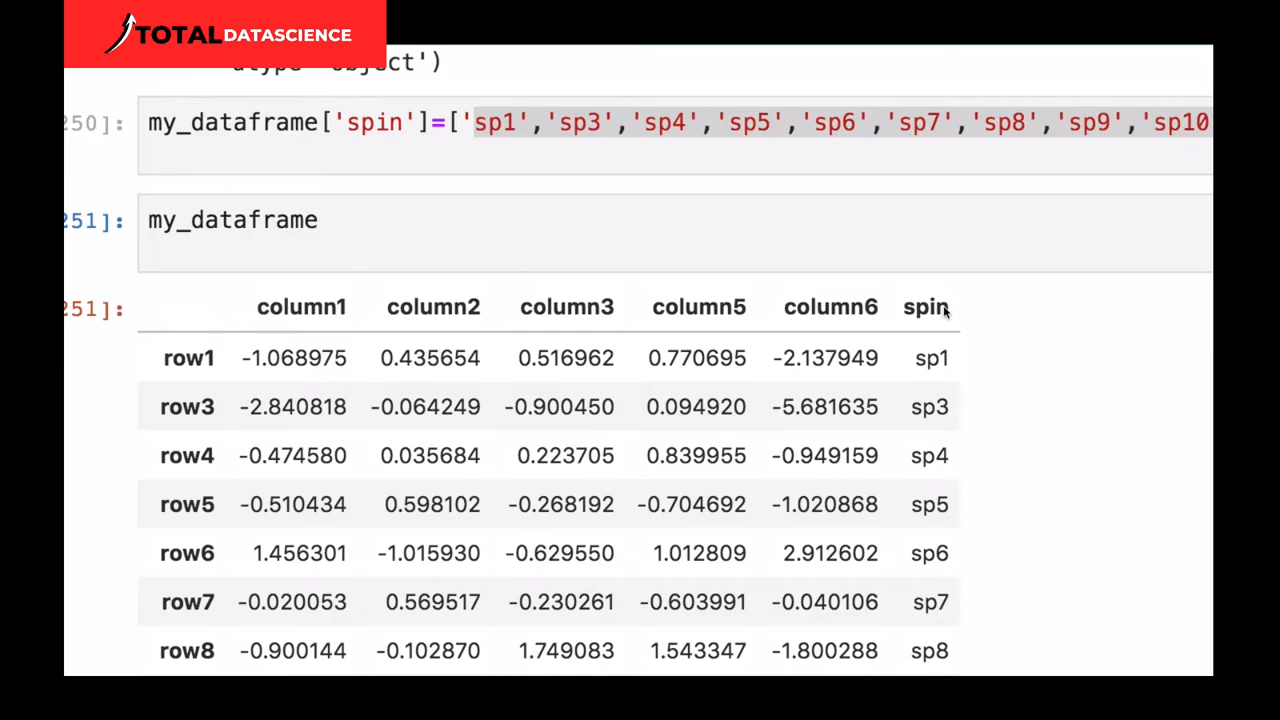 TOTALDATASCIENCE
object')
250]: my_dataframe['spin']=['sp1','sp3','sp4','sp5','sp6','sp7','sp8','sp9','sp10
251]: my_dataframe
251]: column1 column2 column3 column5 column6 spin
row1 -1.068975 0.435654 0.516962 0.770695 -2.137949 sp1
row3 -2.840818 -0.064249 -0.900450 0.094920 -5.681635 sp3
row4 -0.474580 0.035684 0.223705 0.839955 -0.949159 sp4
row5 -0.510434 0.598102 -0.268192 -0.704692 -1.020868 sp5
row6 1.456301 -1.015930 -0.629550 1.012809 2.912602 sp6
row7 -0.020053 0.569517 -0.230261 -0.603991 -0.040106 sp7
row8 -0.900144 -0.102870 1.749083 1.543347 -1.800288 sp8